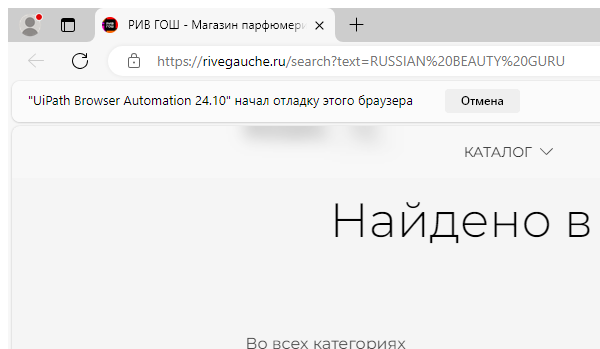 РИВ ГОШ - Магазин парфюмери
https://rivegauche.ru/search?text=RUSSIAN%20BEAUTY%20GURU
"UiPath Browser Automation 24.10" начал отладку этого браузера
Отмена
КАТАЛОГ
Найдено в
Во всех категориях